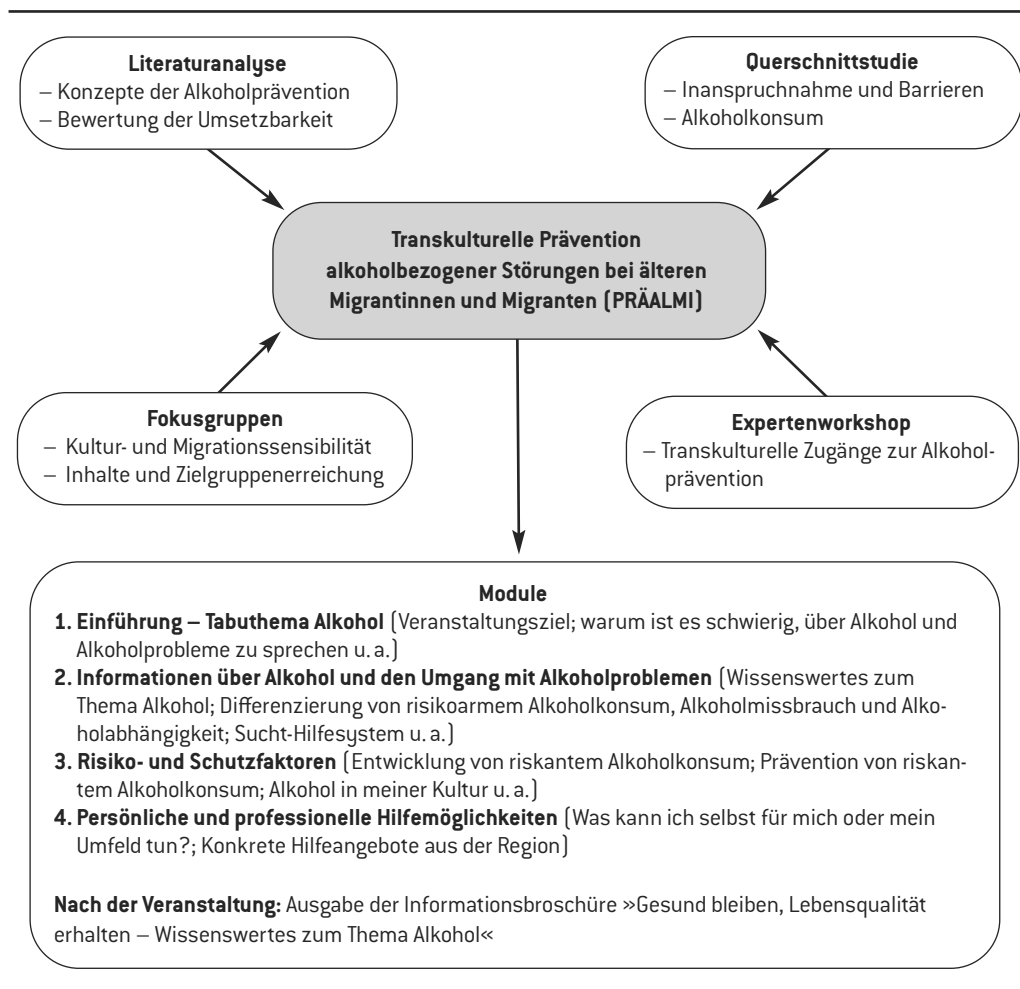 Literaturanalyse
– Konzepte der Alkoholprävention
– Bewertung der Umsetzbarkeit
Querschnittstudie
– Inanspruchnahme und Barrieren
– Alkoholkonsum
Transkulturelle Prävention
alkoholbezogener Störungen bei älteren
Migrantinnen und Migranten (PRÄALMI)
Fokusgruppen
– Kultur- und Migrationssensibilität
– Inhalte und Zielgruppenerreichung
Expertenworkshop
– Transkulturelle Zugänge zur Alkohol-
prävention
Module
1. Einführung – Tabuthema Alkohol (Veranstaltungsziel; warum ist es schwierig, über Alkohol und
Alkoholprobleme zu sprechen u. a.)
2. Informationen über Alkohol und den Umgang mit Alkoholproblemen (Wissenswertes zum
Thema Alkohol; Differenzierung von risikoarmem Alkoholkonsum, Alkoholmissbrauch und Alko-
holabhängigkeit; Sucht-Hilfesystem u. a.)
3. Risiko- und Schutzfaktoren (Entwicklung von riskantem Alkoholkonsum; Prävention von riskan-
tem Alkoholkonsum; Alkohol in meiner Kultur u. a.)
4. Persönliche und professionelle Hilfemöglichkeiten (Was kann ich selbst für mich oder mein
Umfeld tun?; Konkrete Hilfeangebote aus der Region)
Nach der Veranstaltung: Ausgabe der Informationsbroschüre »Gesund bleiben, Lebensqualität
erhalten – Wissenswertes zum Thema Alkohol«